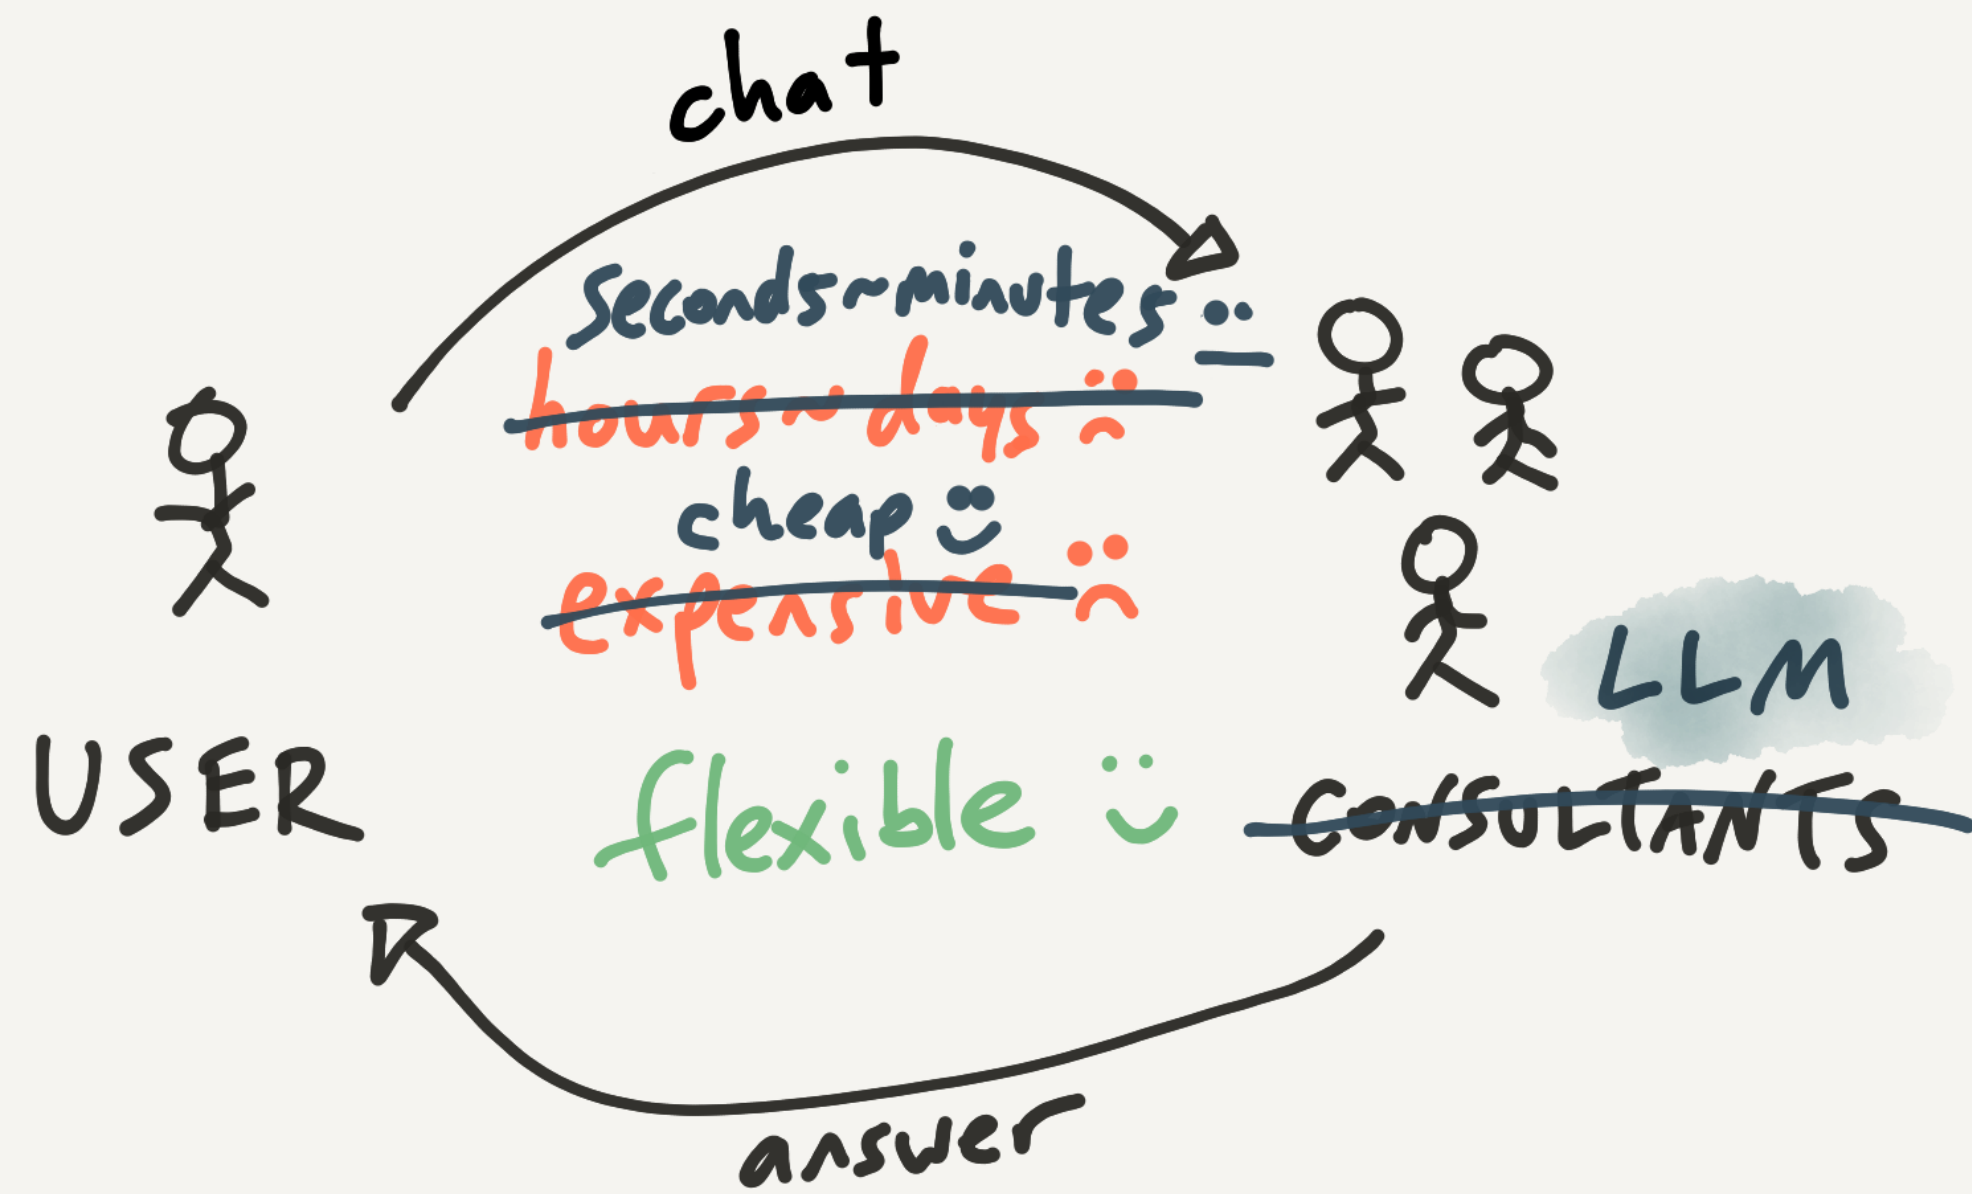 chat
seconds~minutes
hours~days
cheap
expensive
LLM
USER
flexible
CONSULTANTS
answer